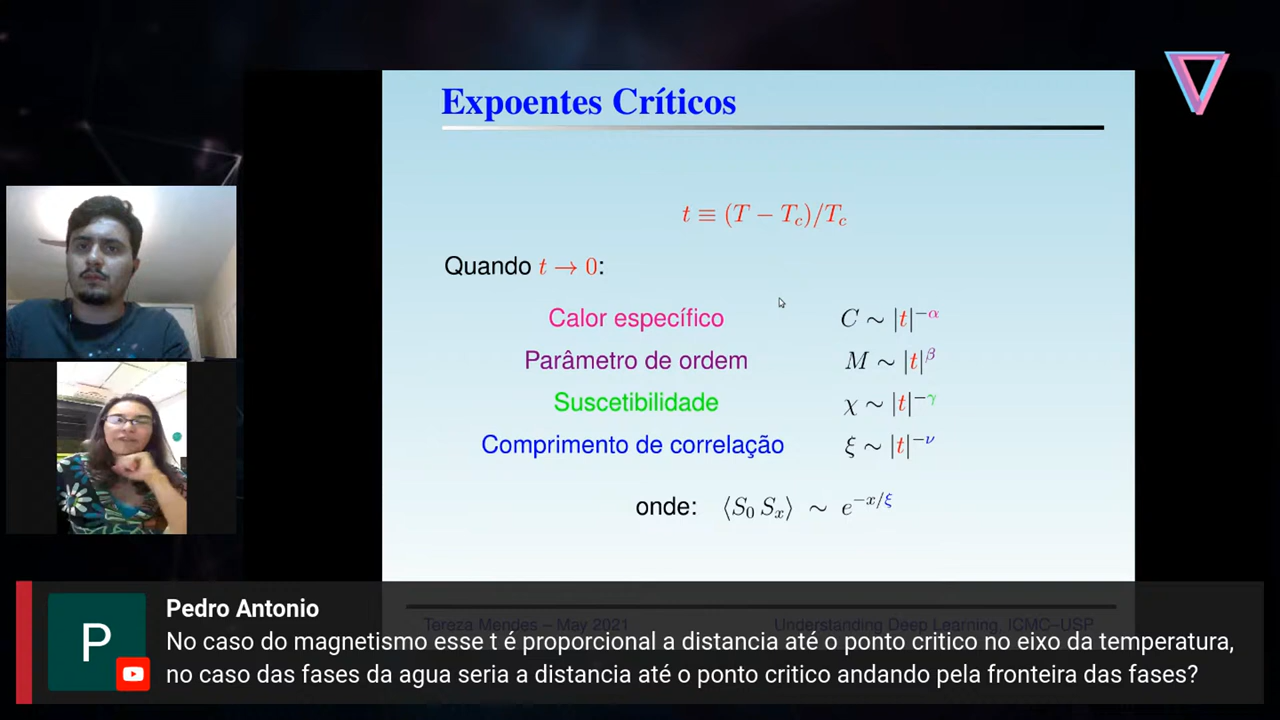 Expoentes Críticos
t ≡ (T − Tc)/Tc
Quando t → 0:
Calor específico C ∼ |t|^−α
Parâmetro de ordem M ∼ |t|^β
Suscetibilidade χ ∼ |t|^−γ
Comprimento de correlação ξ ∼ |t|^−ν
onde: ⟨S0 Sx⟩ ∼ e^−x/ξ
Tereza Mendes – May 2021 Understanding Deep Learning, ICMC–USP
P
Pedro Antonio
No caso do magnetismo esse t é proporcional a distancia até o ponto critico no eixo da temperatura,
no caso das fases da agua seria a distancia até o ponto critico andando pela fronteira das fases?